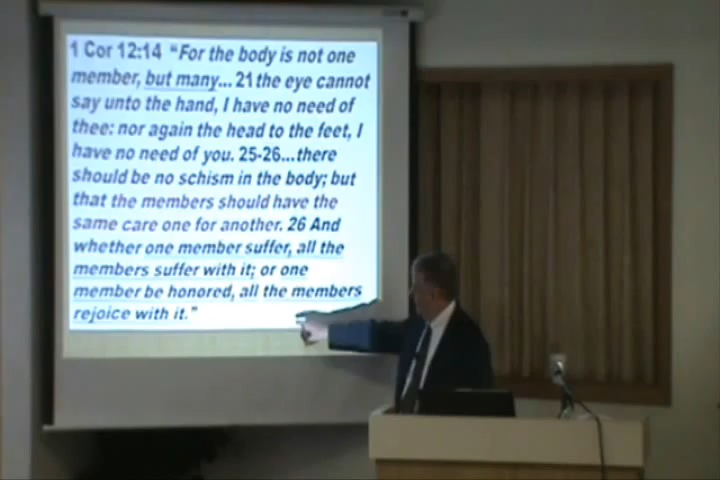 1 Cor 12:14 “For the body is not one
member, but many... 21 the eye cannot
say unto the hand, I have no need of
thee: nor again the head to the feet, I
have no need of you. 25-26...there
should be no schism in the body; but
that the members should have the
same care one for another. 26 And
whether one member suffer, all the
members suffer with it; or one
member be honored, all the members
rejoice with it.”